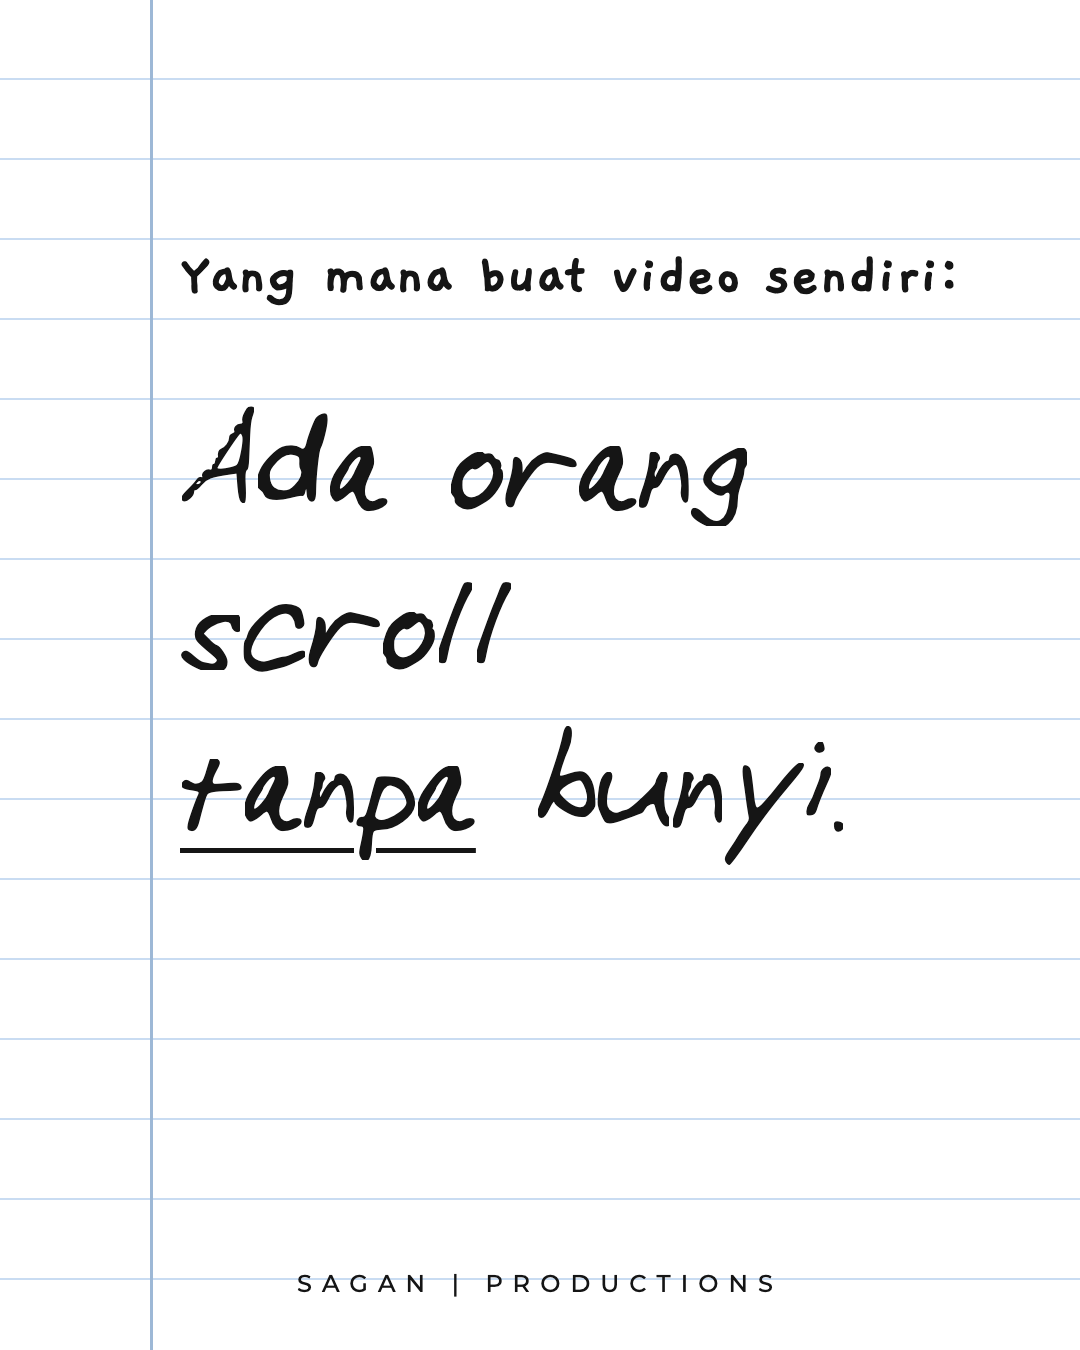 Yang mana buat video sendiri:
Ada orang
scroll
tanpa bunyi.
SAGAN | PRODUCTIONS